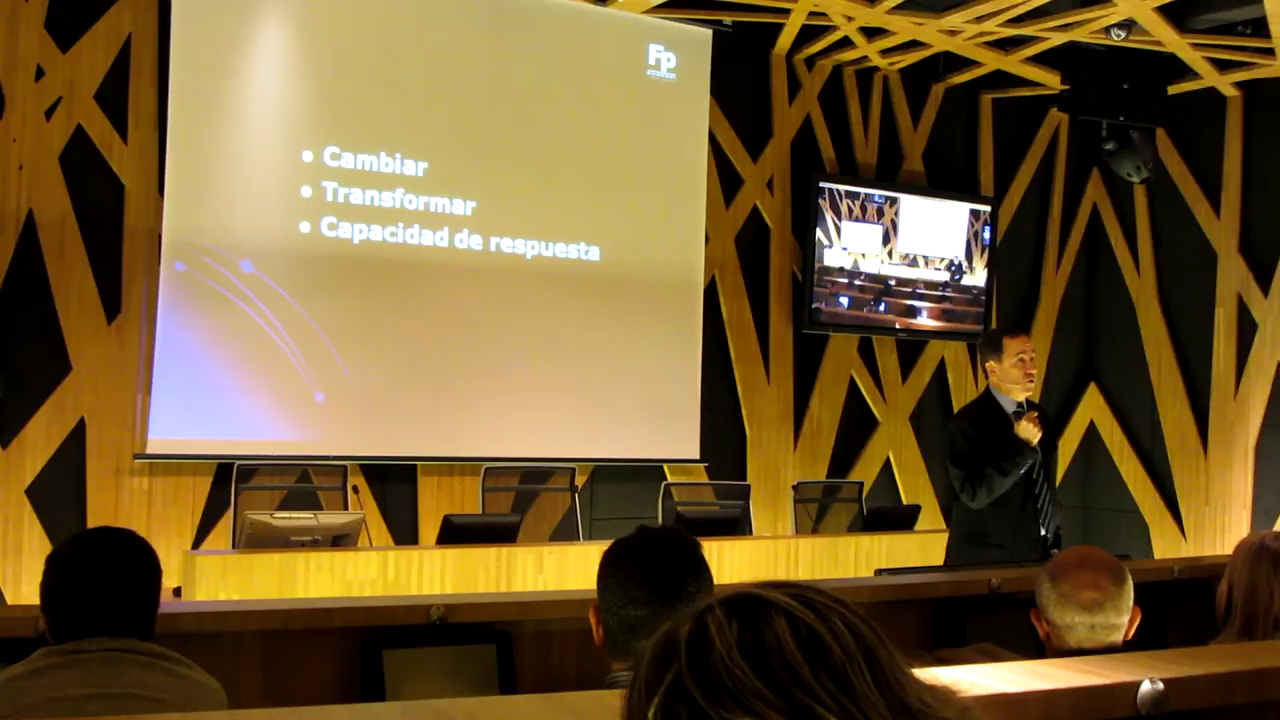 Fp
• Cambiar
• Transformar
• Capacidad de respuesta